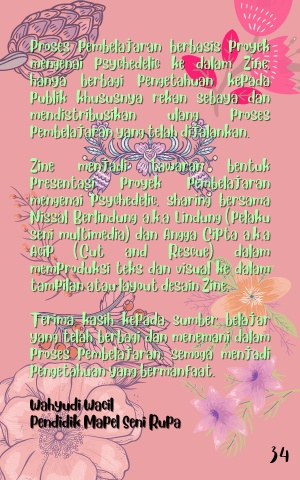 Proses Pembelajaran berbasis Proyek
mengenai Psychedelic ke dalam Zine,
hanya berbagi Pengetahuan kepada
Publik khususnya rekan sebaya dan
mendistribusikan ulang Proses
Pembelajaran yang telah dijalankan.
Zine menjadi tawaran bentuk
Presentasi Proyek Pembelajaran
mengenai Psychedelic, sharing bersama
Nissal Berlindung a.k.a Lindung (Pelaku
seni multimedia) dan Angga Cipta a.k.a
Acip (Cut and Rescue) dalam
memproduksi teks dan visual ke dalam
tampilan atau layout desain Zine.
Terima kasih kepada sumber belajar
yang telah berbagi dan menemani dalam
Proses Pembelajaran semoga menjadi
Pengetahuan yang bermanfaat.
Wahyudi Wacil
Pendidik Mapel Seni Rupa
34